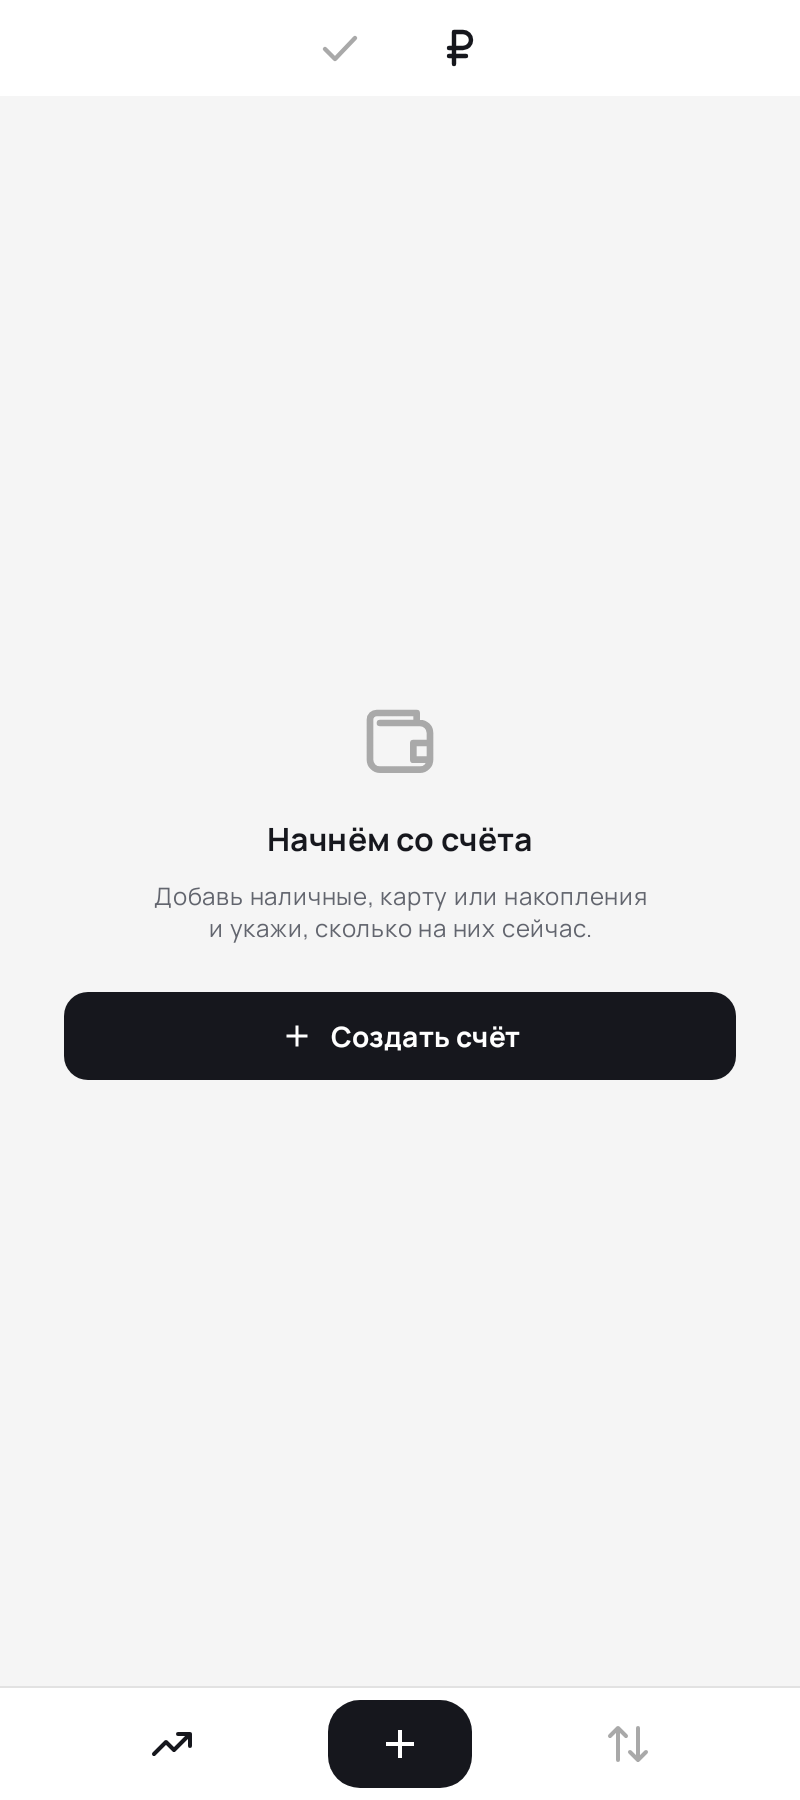 ₽
Начнём со счёта
Добавь наличные, карту или накопления
и укажи, сколько на них сейчас.
Создать счёт